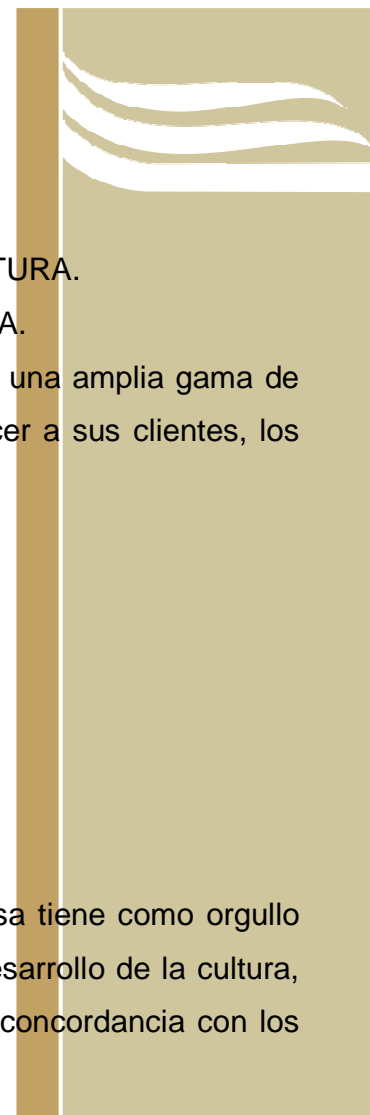 TURA.
A.
una amplia gama de
cer a sus clientes, los
sa tiene como orgullo
esarrollo de la cultura,
concordancia con los